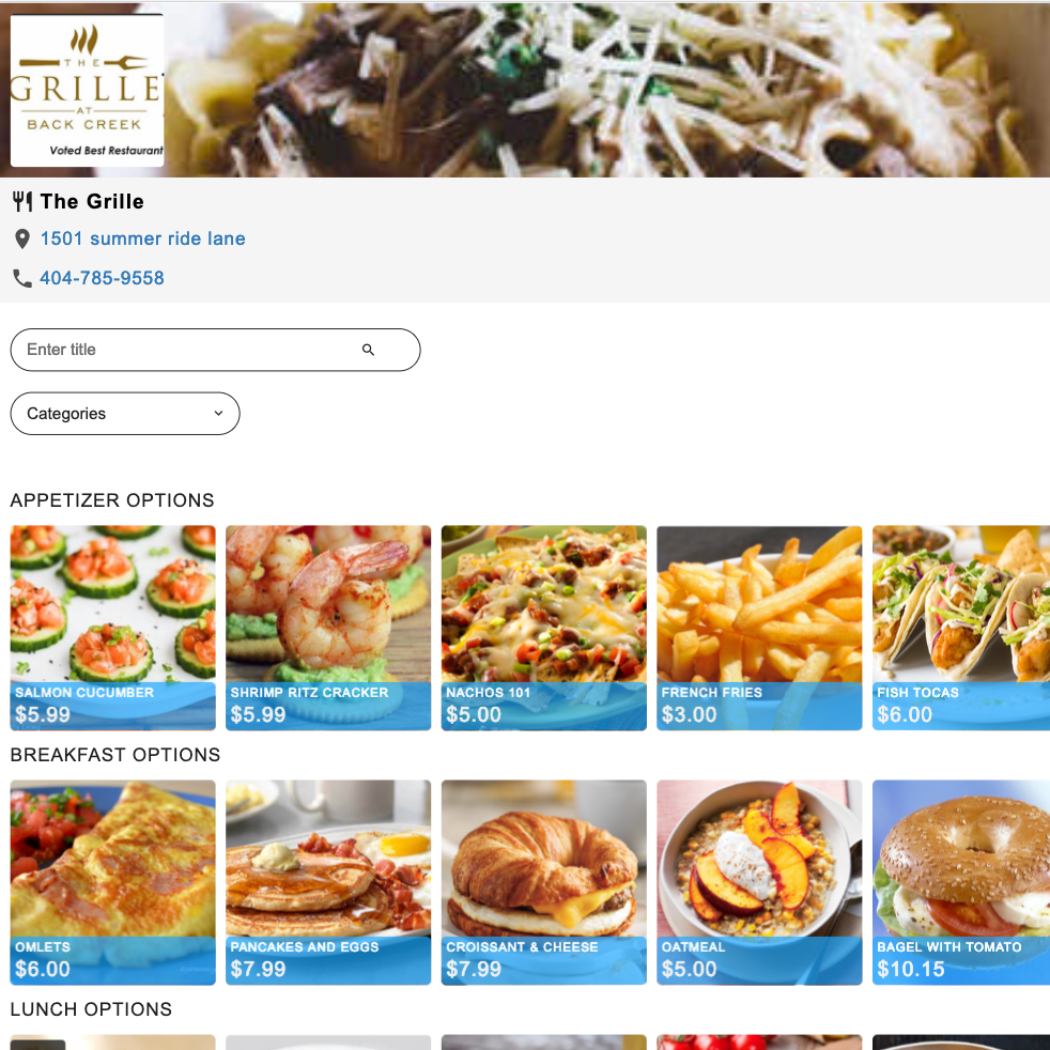 THE
GRILLE
AT
BACK CREEK
Voted Best Restaurant
The Grille
1501 summer ride lane
404-785-9558
Enter title
Categories
APPETIZER OPTIONS
SALMON CUCUMBER
$5.99
SHRIMP RITZ CRACKER
$5.99
NACHOS 101
$5.00
FRENCH FRIES
$3.00
FISH TOCAS
$6.00
BREAKFAST OPTIONS
OMLETS
$6.00
PANCAKES AND EGGS
$7.99
CROISSANT & CHEESE
$7.99
OATMEAL
$5.00
BAGEL WITH TOMATO
$10.15
LUNCH OPTIONS